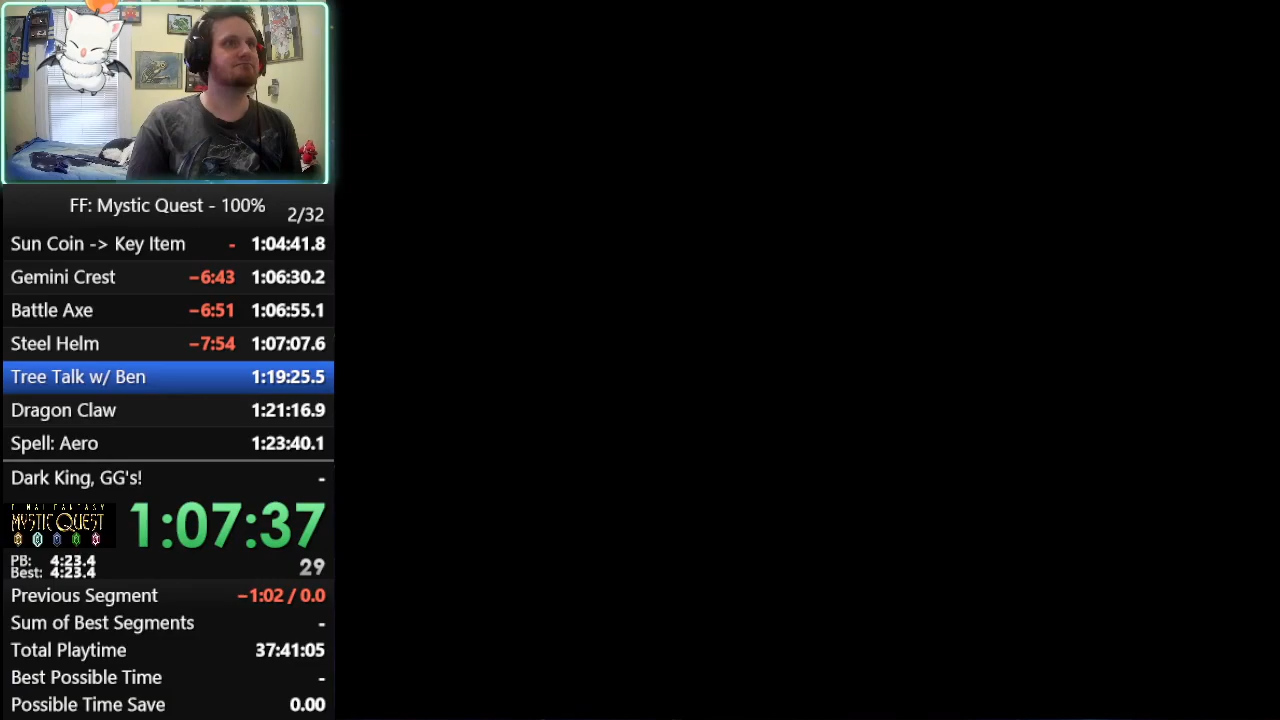 FF: Mystic Quest - 100%
2/32
Sun Coin -> Key Item - 1:04:41.8
Gemini Crest −6:43 1:06:30.2
Battle Axe −6:51 1:06:55.1
Steel Helm −7:54 1:07:07.6
Tree Talk w/ Ben 1:19:25.5
Dragon Claw 1:21:16.9
Spell: Aero 1:23:40.1
Dark King, GG's! -
FINAL FANTASY
MYSTIC QUEST
1:07:37
PB: 4:23.4
Best: 4:23.4
29
Previous Segment −1:02 / 0.0
Sum of Best Segments -
Total Playtime 37:41:05
Best Possible Time -
Possible Time Save 0.00